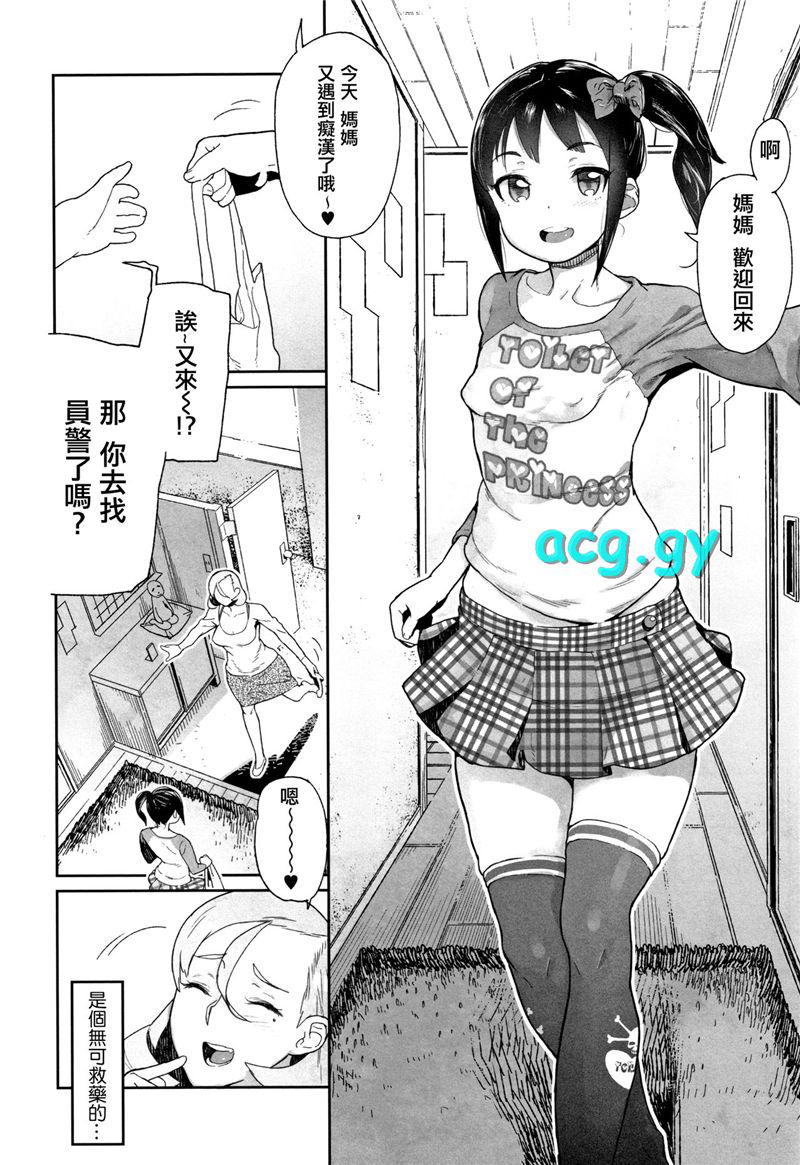 啊
媽媽 歡迎回來
今天 媽媽
又遇到癡漢了哦~♥
誒~又來~!?
那 你去找
員警了嗎?
嗯~~~♥
是個無可救藥的…
TOILET
OF
THE
PRINCESS
acg.gy